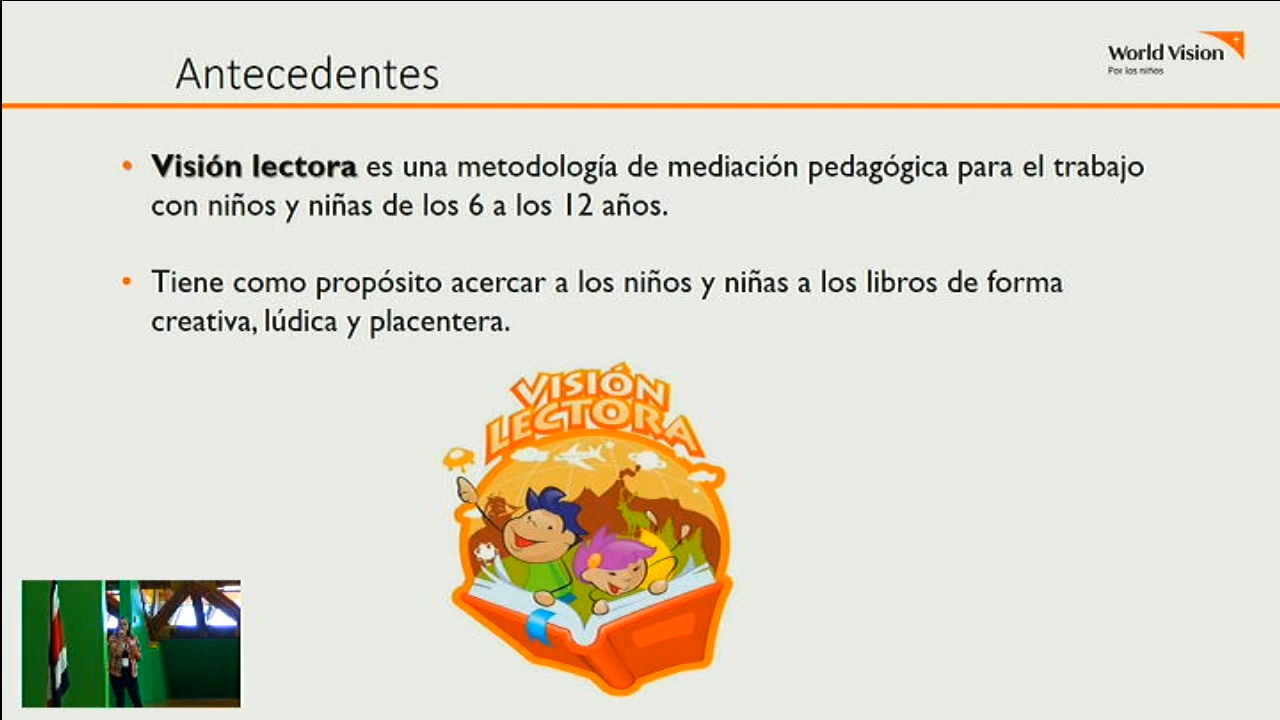 Antecedentes
World Vision
Por los niños
• Visión lectora es una metodología de mediación pedagógica para el trabajo
con niños y niñas de los 6 a los 12 años.
• Tiene como propósito acercar a los niños y niñas a los libros de forma
creativa, lúdica y placentera.
VISIÓN
LECTORA